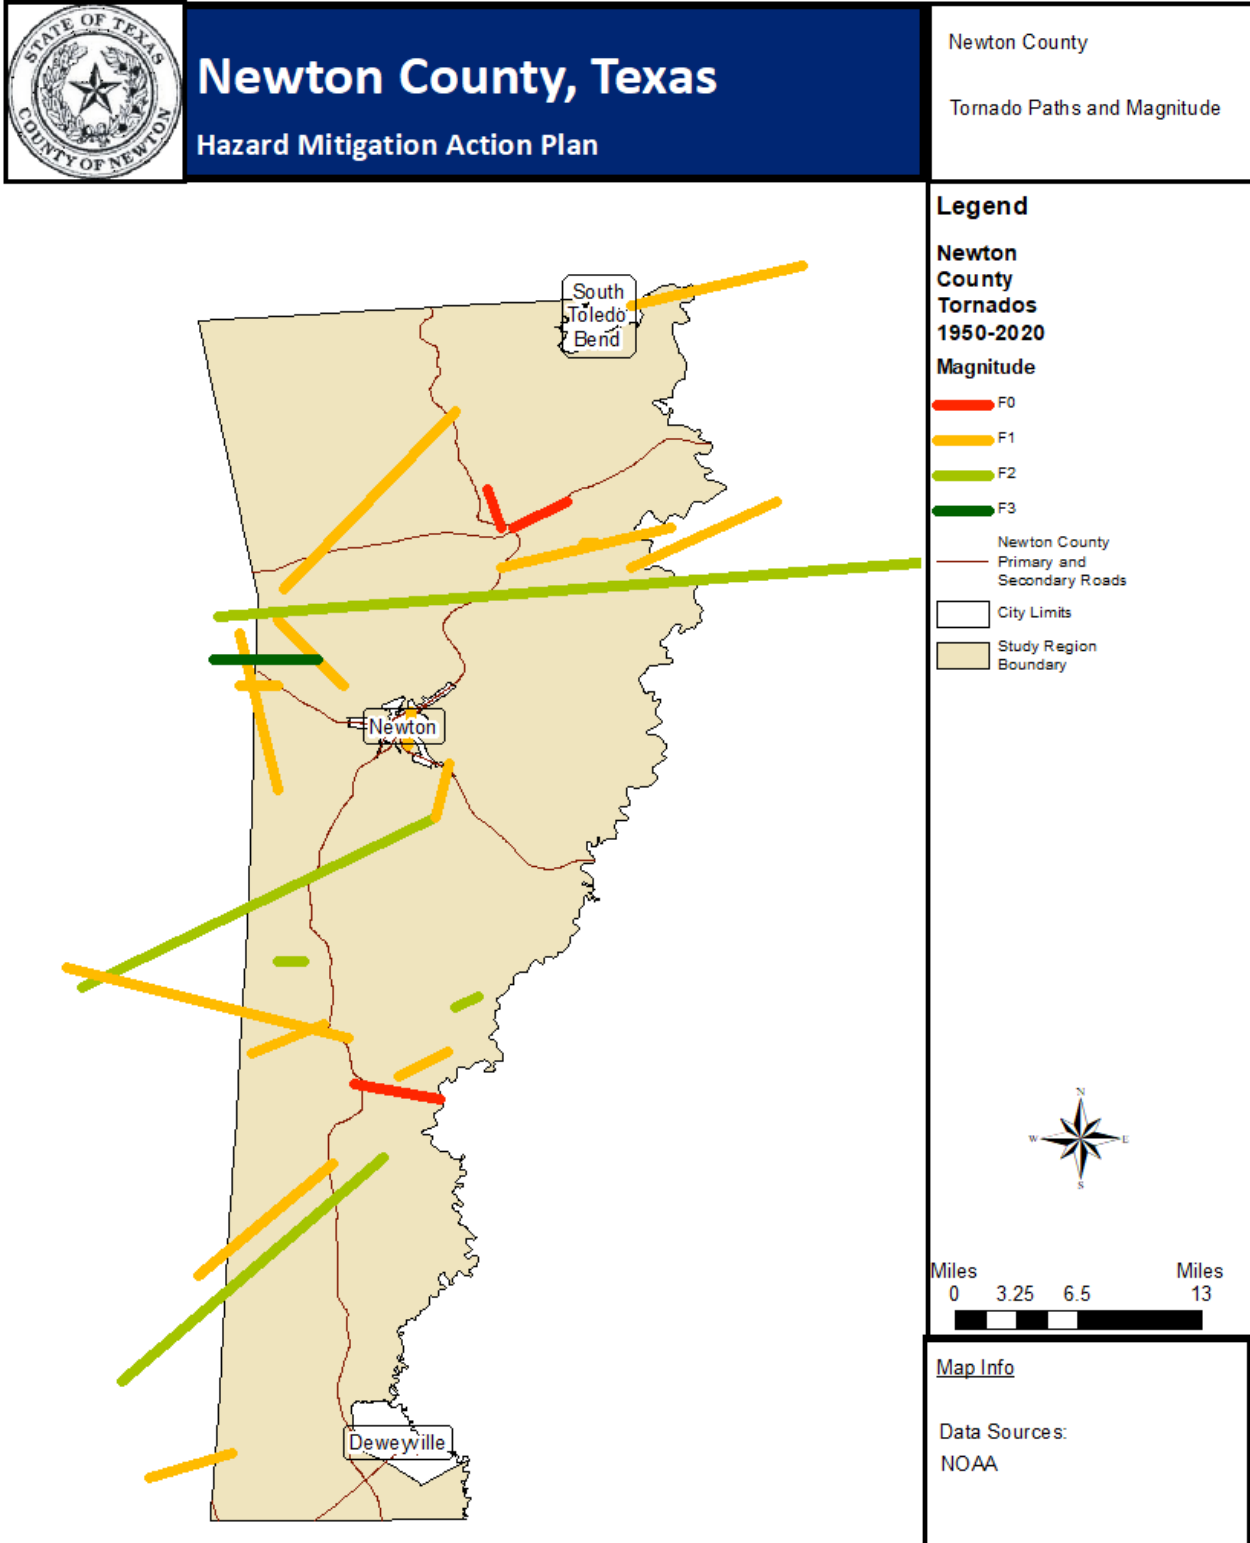 STATE OF TEXAS
COUNTY OF NEWTON
Newton County, Texas
Hazard Mitigation Action Plan
Newton County
Tornado Paths and Magnitude
Legend
Newton
County
Tornados
1950-2020
Magnitude
F0
F1
F2
F3
Newton County
Primary and
Secondary Roads
City Limits
Study Region
Boundary
South
Toledo
Bend
Newton
Deweyville
N
W
E
S
Miles
Miles
0 3.25 6.5 13
Map Info
Data Sources:
NOAA